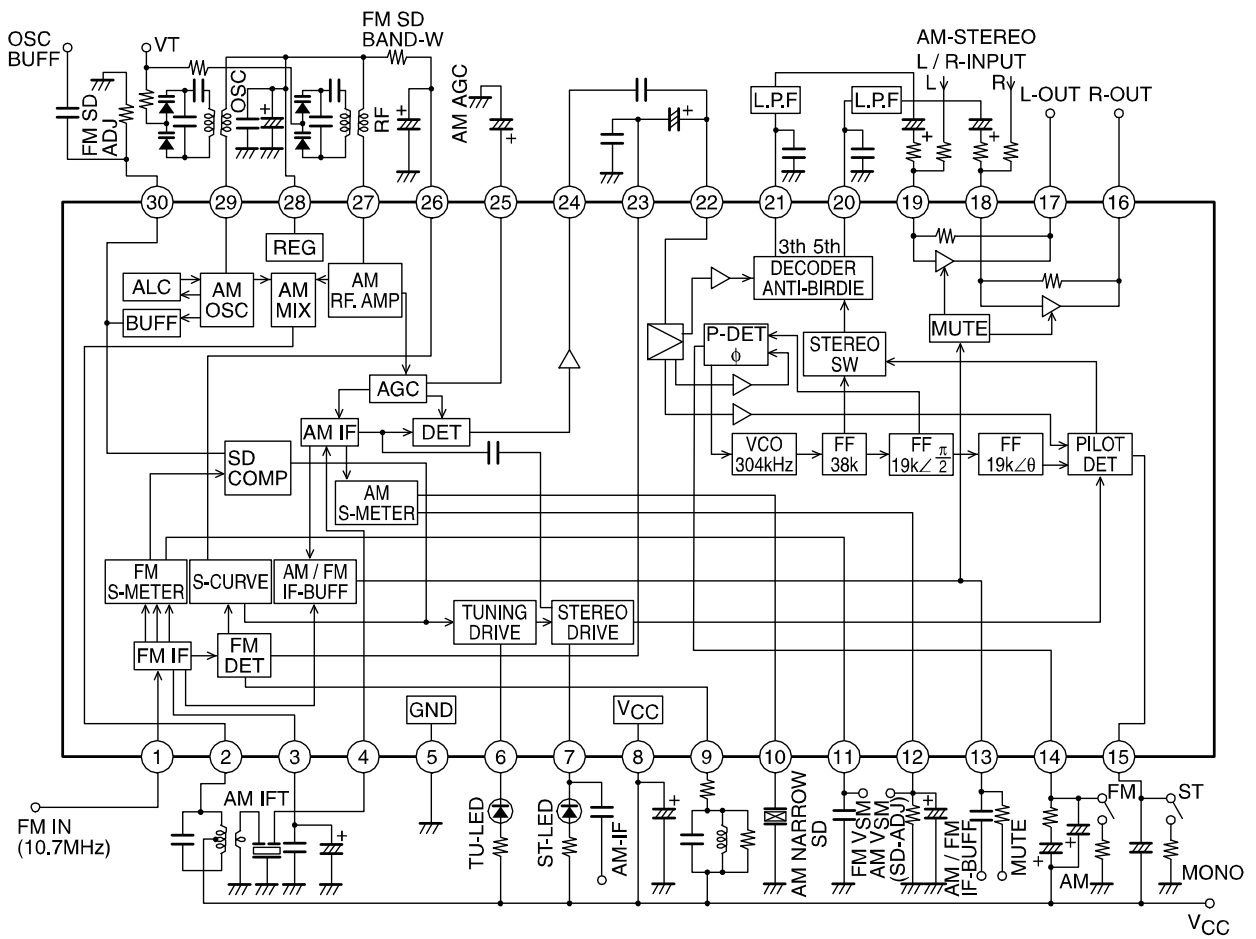 OSC
BUFF
VT
FM SD
BAND-W
AM-STEREO
L / R-INPUT
L
R
L-OUT R-OUT
FM SD
ADJ
OSC
RF
AM AGC
L.P.F
L.P.F
30
29
28
27
26
25
24
23
22
21
20
19
18
17
16
REG
ALC
AM
OSC
AM
MIX
AM
RF. AMP
BUFF
3th 5th
DECODER
ANTI-BIRDIE
P-DET
ϕ
STEREO
SW
MUTE
AGC
AM IF
DET
VCO
304kHz
FF
38k
FF
19k∠ π/2
FF
19k∠θ
PILOT
DET
SD
COMP
AM
S-METER
FM
S-METER
S-CURVE
AM / FM
IF-BUFF
TUNING
DRIVE
STEREO
DRIVE
FM IF
FM
DET
GND
VCC
1
2
3
4
5
6
7
8
9
10
11
12
13
14
15
FM IN
(10.7MHz)
AM IFT
TU-LED
ST-LED
AM-IF
AM NARROW
SD
FM VSM
AM VSM
(SD-ADJ)
AM / FM
IF-BUFF
MUTE
FM
AM
ST
MONO
VCC